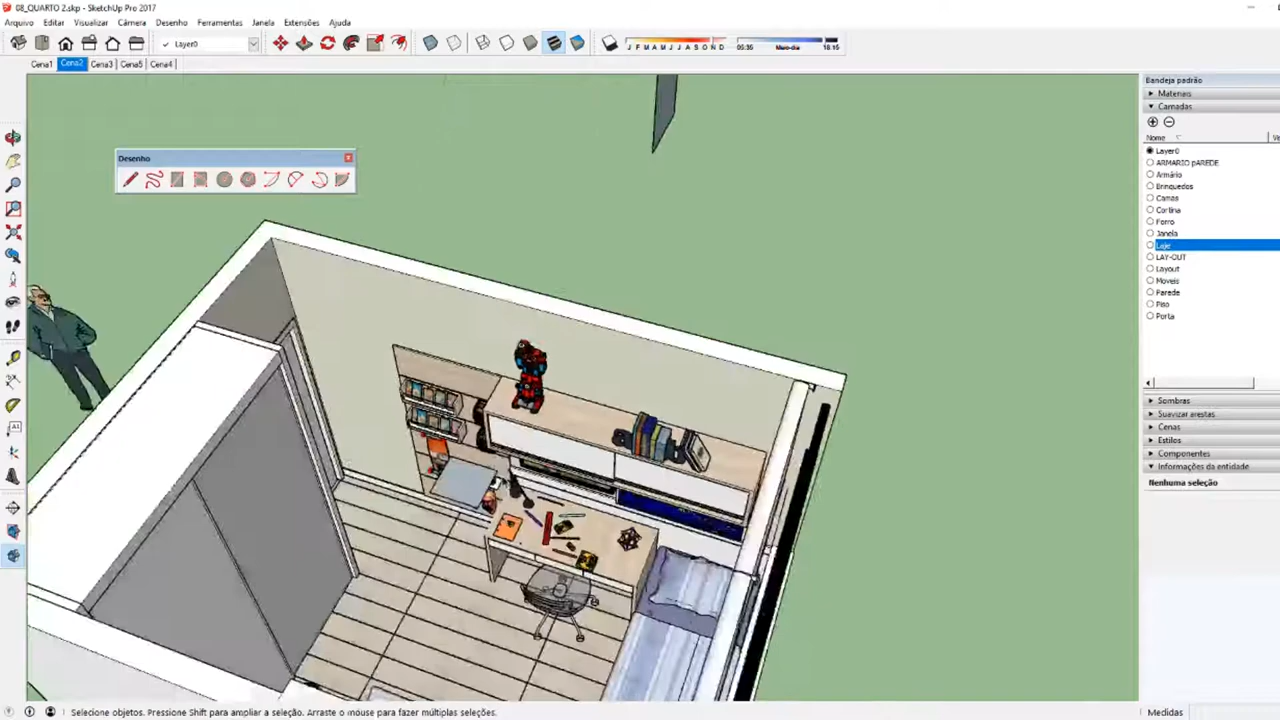 08_QUARTO 2.skp - SketchUp Pro 2017
Arquivo Editar Visualizar Câmera Desenho Ferramentas Janela Extensões Ajuda
Layer0
J F M A M J J A S O N D 05:36 Meio-dia 18:15
Cena1 Cena2 Cena3 Cena5 Cena4
Bandeja padrão
Materiais
Camadas
Nome
Layer0
ARMARIO pAREDE
Armário
Brinquedos
Camas
Cortina
Forro
Janela
Laje
LAY-OUT
Layout
Moveis
Parede
Piso
Porta
Sombras
Suavizar arestas
Cenas
Estilos
Componentes
Informações da entidade
Nenhuma seleção
Desenho
Selecione objetos. Pressione Shift para ampliar a seleção. Arraste o mouse para fazer múltiplas seleções.
Medidas